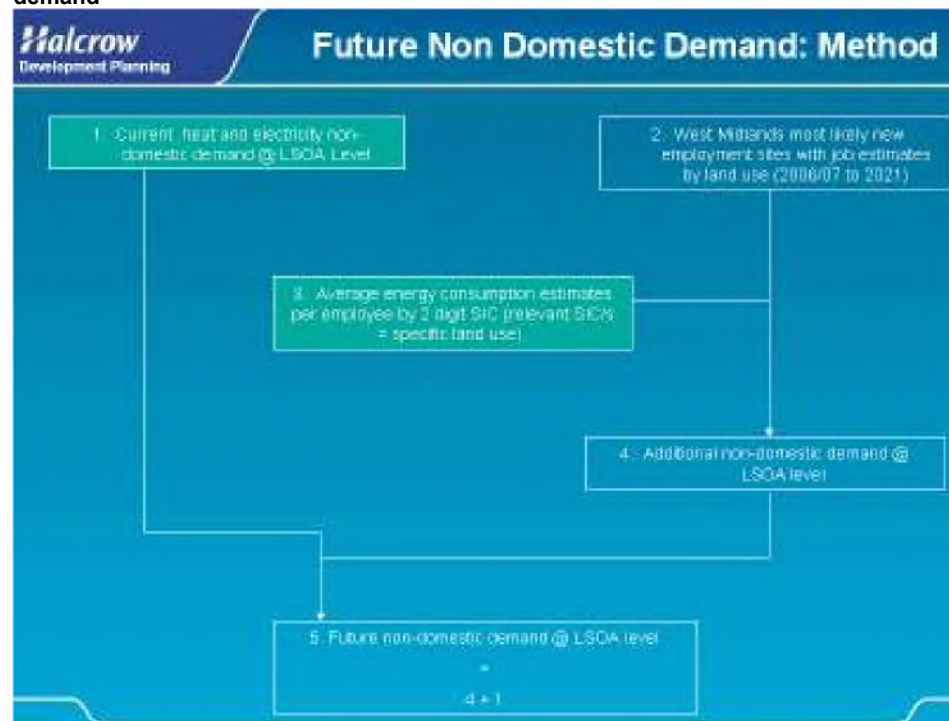 demand
Halcrow
Development Planning
Future Non Domestic Demand: Method
1. Current heat and electricity non-
domestic demand @ LSOA Level
2. West Midlands most likely new
employment sites with job estimates
by land use (2006/07 to 2021)
3. Average energy consumption estimates
per employee by 2 digit SIC (relevant SIC/s
= specific land use)
4. Additional non-domestic demand @
LSOA level
5. Future non-domestic demand @ LSOA level
=
4 + 1